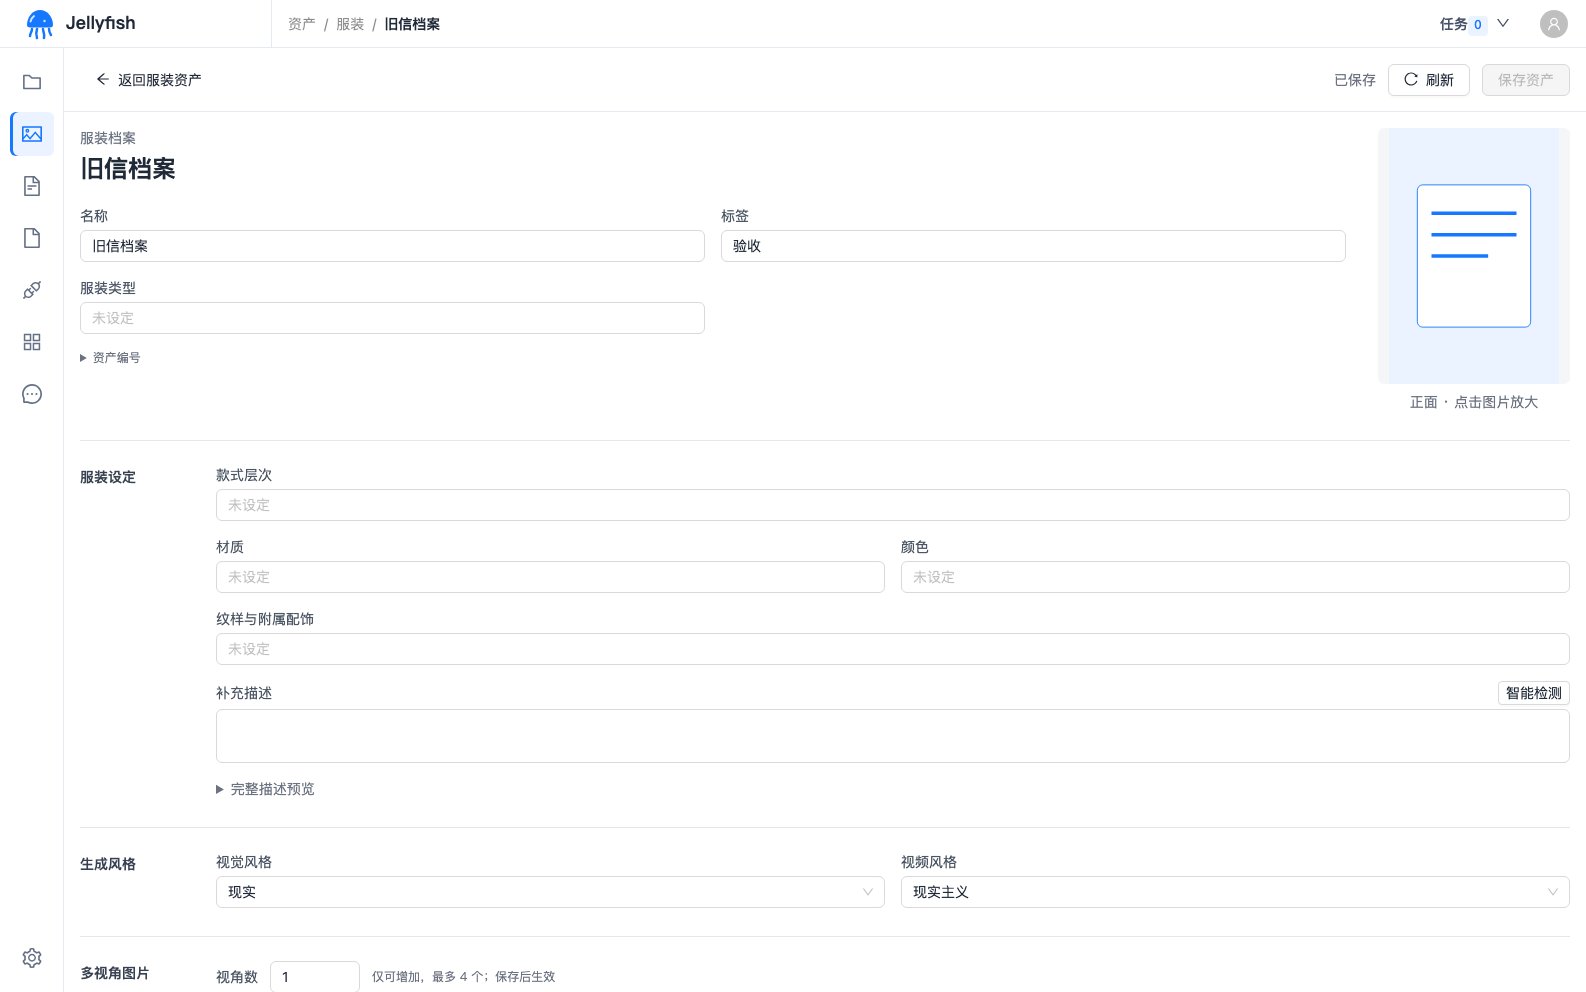 Jellyfish
资产 / 服装 / 旧信档案
任务 0
返回服装资产
已保存
刷新
保存资产
服装档案
旧信档案
名称
旧信档案
标签
验收
服装类型
未设定
资产编号
正面 · 点击图片放大
服装设定
款式层次
未设定
材质
未设定
颜色
未设定
纹样与附属配饰
未设定
补充描述
智能检测
完整描述预览
生成风格
视觉风格
现实
视频风格
现实主义
多视角图片
视角数
1
仅可增加，最多 4 个；保存后生效